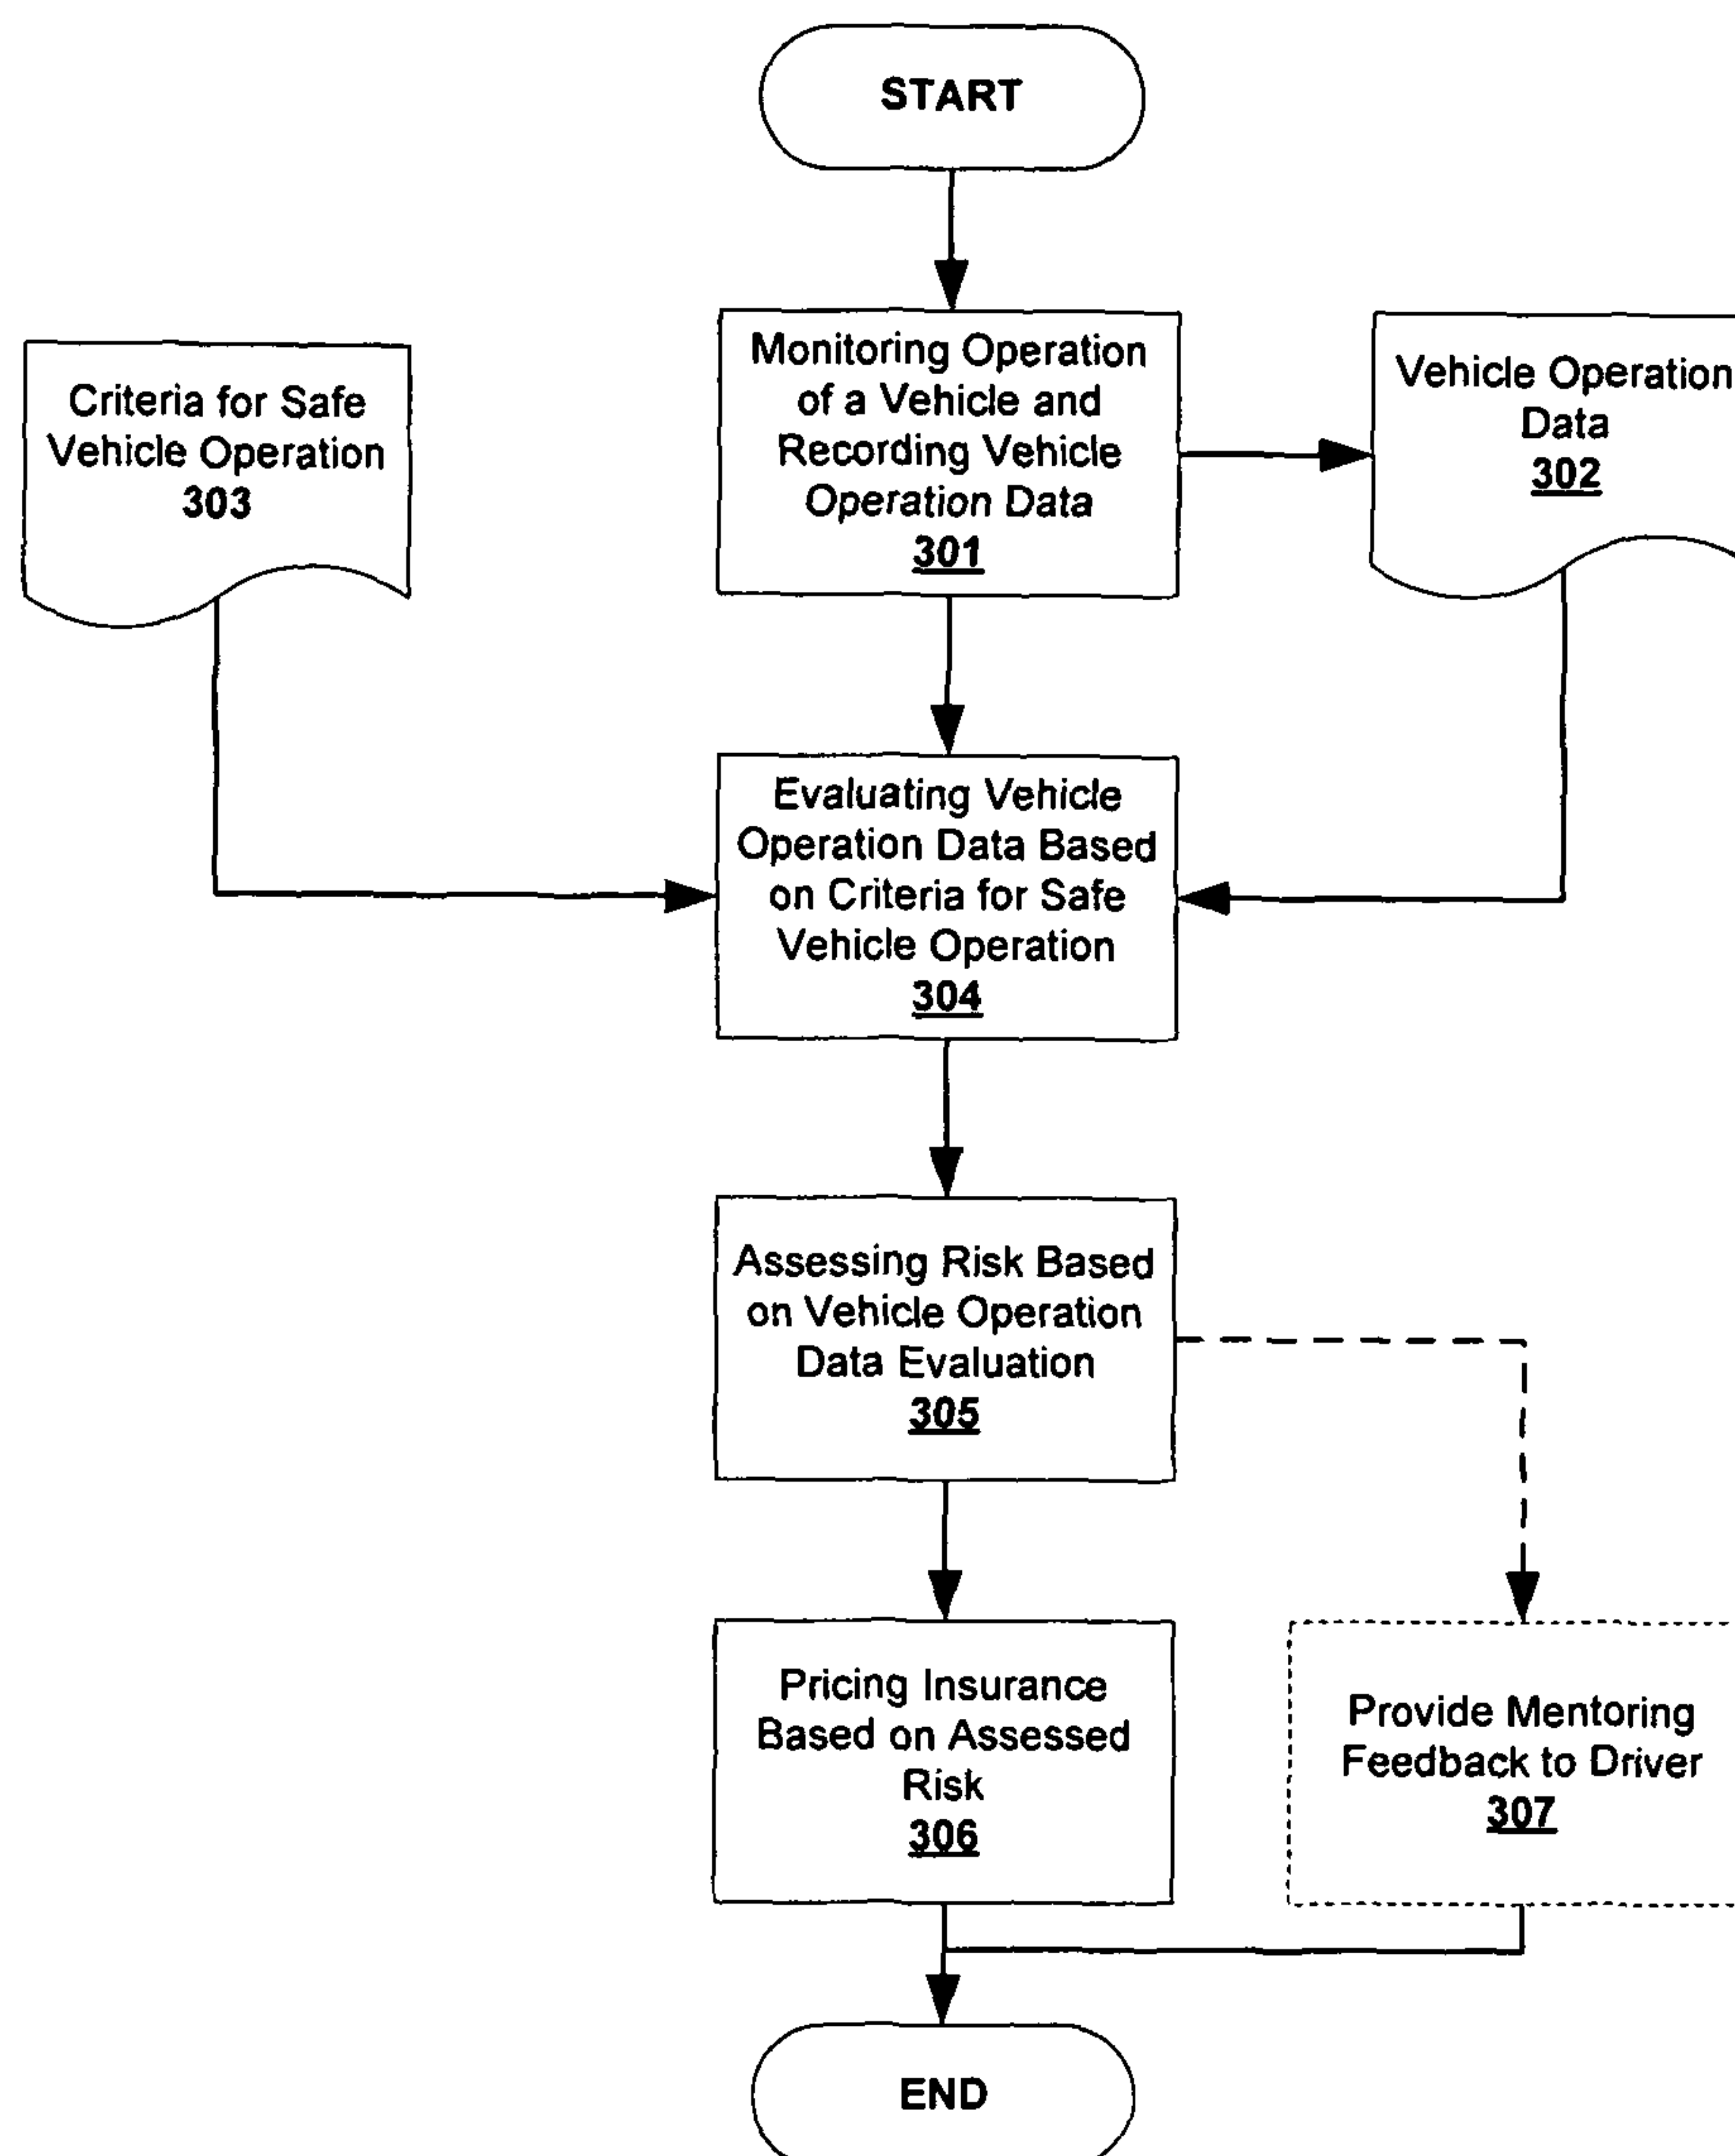 START
Monitoring Operation
of a Vehicle and
Recording Vehicle
Operation Data
301
Vehicle Operation
Data
302
Criteria for Safe
Vehicle Operation
303
Evaluating Vehicle
Operation Data Based
on Criteria for Safe
Vehicle Operation
304
Assessing Risk Based
on Vehicle Operation
Data Evaluation
305
Pricing Insurance
Based on Assessed
Risk
306
Provide Mentoring
Feedback to Driver
307
END